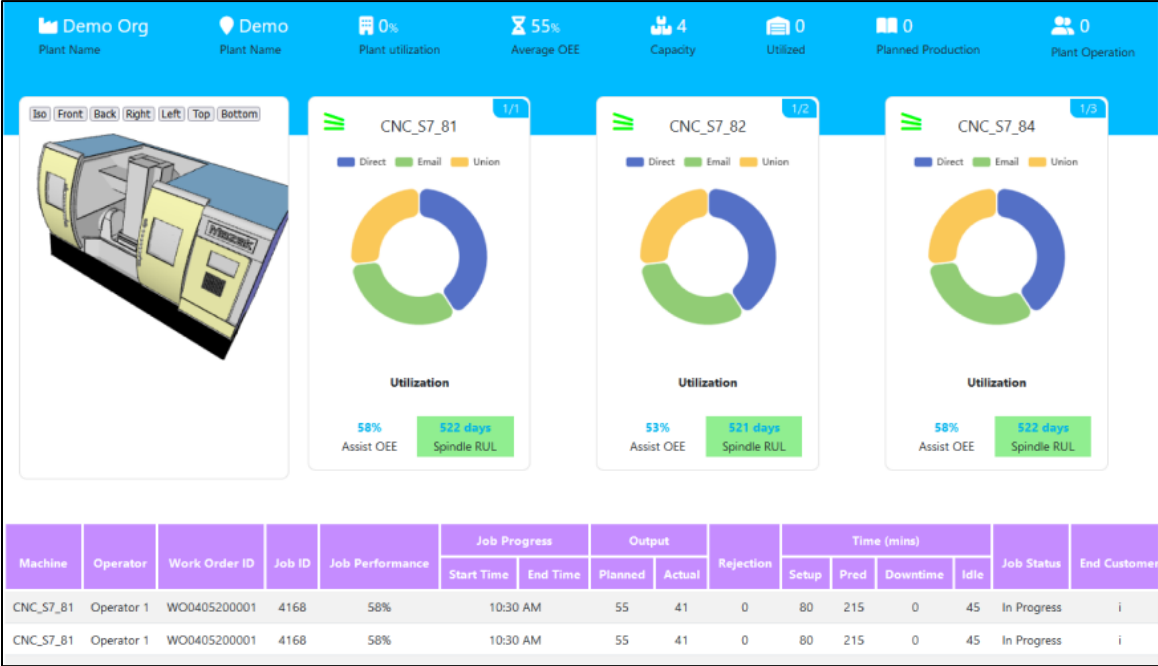 Demo Org
Plant Name
Demo
Plant Name
0%
Plant utilization
55%
Average OEE
4
Capacity
0
Utilized
0
Planned Production
0
Plant Operation
Iso Front Back Right Left Top Bottom
Mazak
1/1
CNC_S7_81
Direct Email Union
Utilization
58%
Assist OEE
522 days
Spindle RUL
1/2
CNC_S7_82
Direct Email Union
Utilization
53%
Assist OEE
521 days
Spindle RUL
1/3
CNC_S7_84
Direct Email Union
Utilization
58%
Assist OEE
522 days
Spindle RUL
Machine Operator Work Order ID Job ID Job Performance Job Progress Output Rejection Time (mins) Job Status End Customer
Start Time End Time Planned Actual Setup Pred Downtime Idle
CNC_S7_81 Operator 1 WO0405200001 4168 58% 10:30 AM 55 41 0 80 215 0 45 In Progress i
CNC_S7_81 Operator 1 WO0405200001 4168 58% 10:30 AM 55 41 0 80 215 0 45 In Progress i